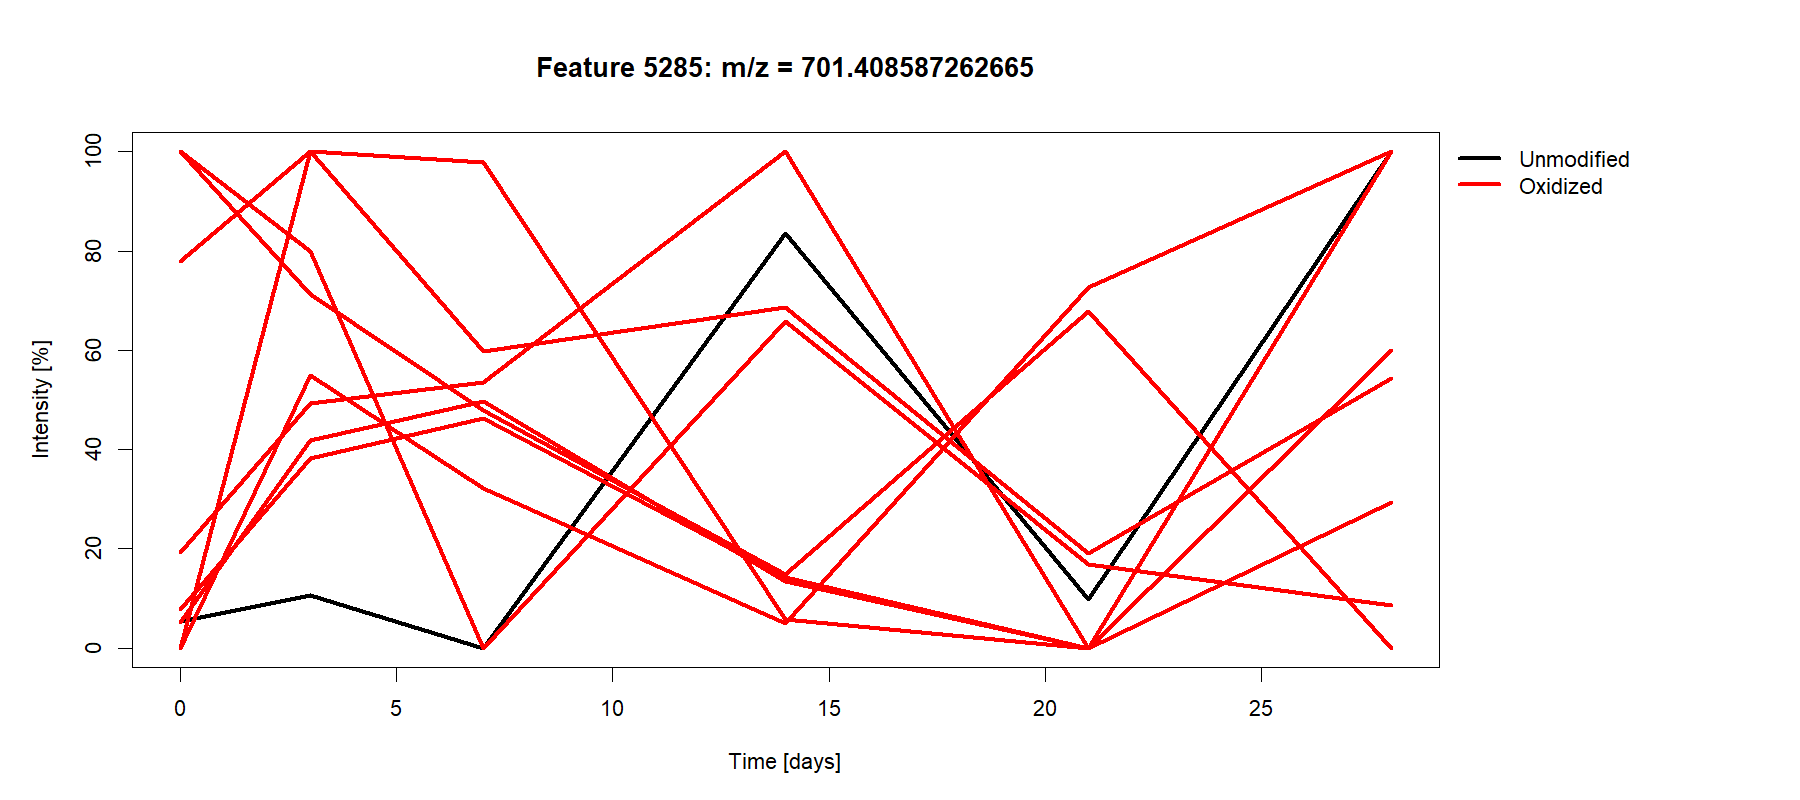 Feature 5285: m/z = 701.408587262665
Unmodified
Oxidized
Intensity [%]
100
80
60
40
20
0
0 5 10 15 20 25
Time [days]